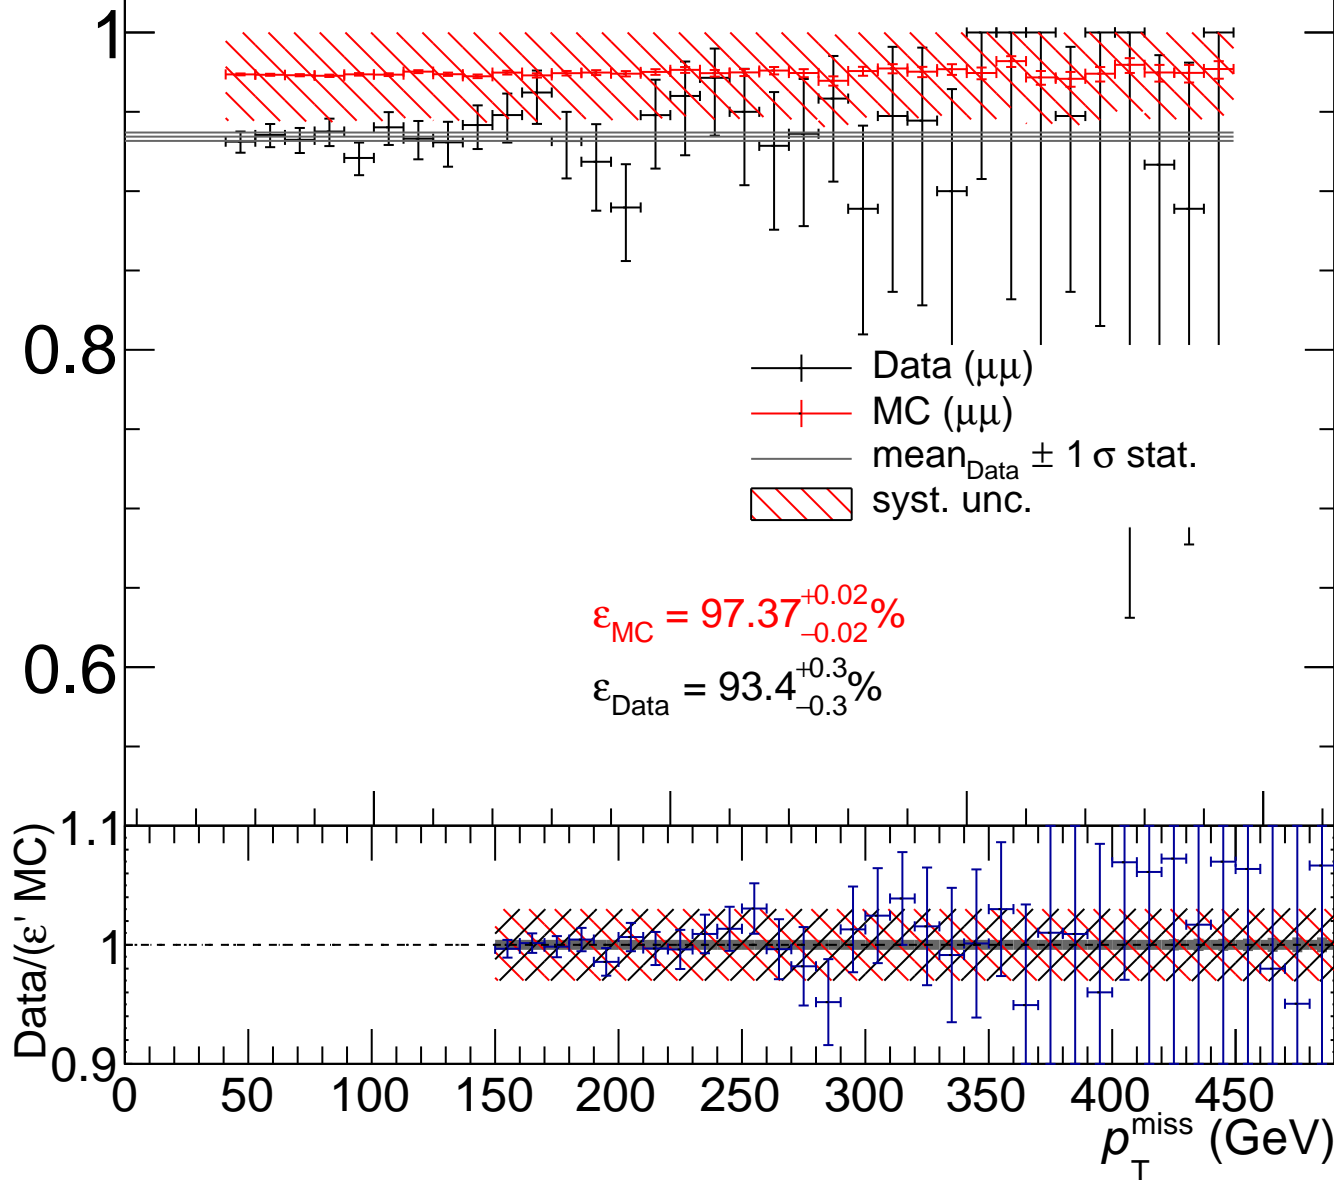 1
0.8
Data (μμ)
MC (μμ)
mean_Data ± 1 σ stat.
syst. unc.
0.6
ε_MC = 97.37 +0.02 −0.02 %
ε_Data = 93.4 +0.3 −0.3 %
Data/(ε' MC)
1.1
1
0.9
0 50 100 150 200 250 300 350 400 450
p_T^miss (GeV)